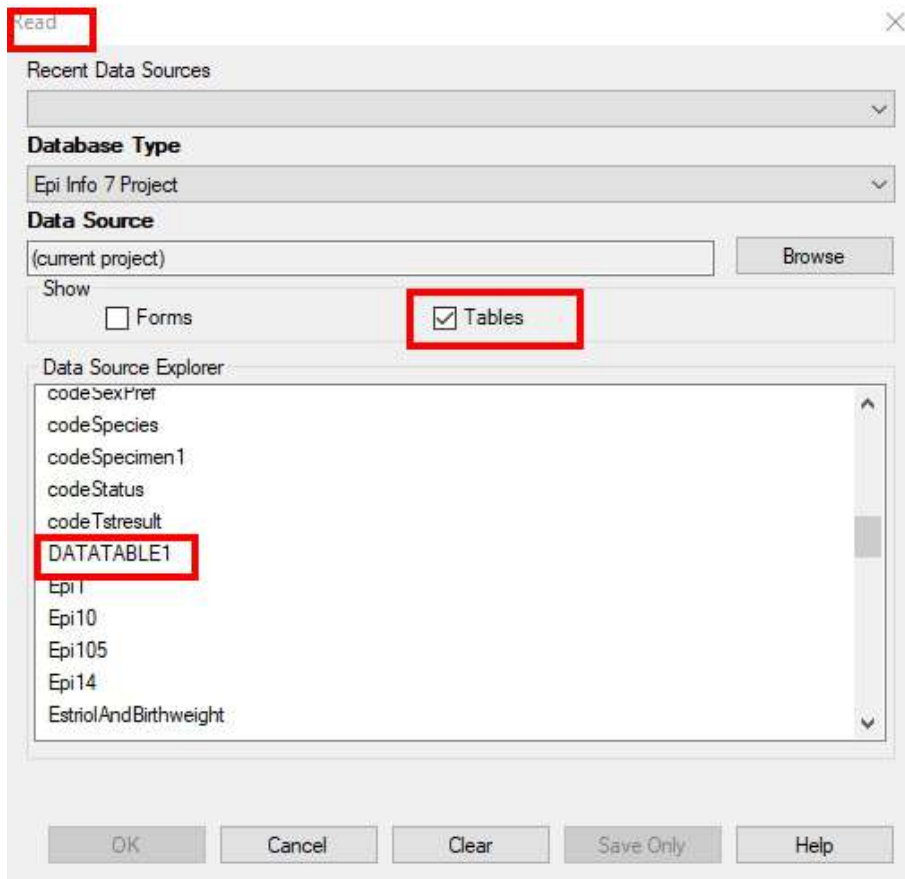 Read
Recent Data Sources
Database Type
Epi Info 7 Project
Data Source
(current project)
Browse
Show
Forms
Tables
Data Source Explorer
codeSexPref
codeSpecies
codeSpecimen1
codeStatus
codeTstresult
DATATABLE1
Epi1
Epi10
Epi105
Epi14
EstriolAndBirthweight
OK Cancel Clear Save Only Help